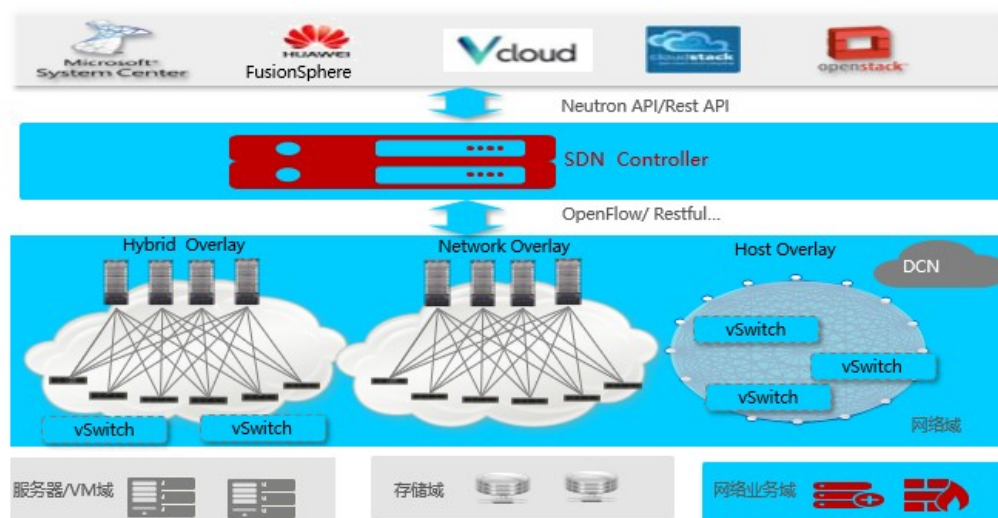 Microsoft
System Center
HUAWEI
FusionSphere
Vcloud
cloudstack
openstack
Neutron API/Rest API
SDN Controller
OpenFlow/ Restful...
Hybrid Overlay
Network Overlay
Host Overlay
DCN
vSwitch
vSwitch
vSwitch
vSwitch
vSwitch
网络域
服务器/VM域
存储域
网络业务域